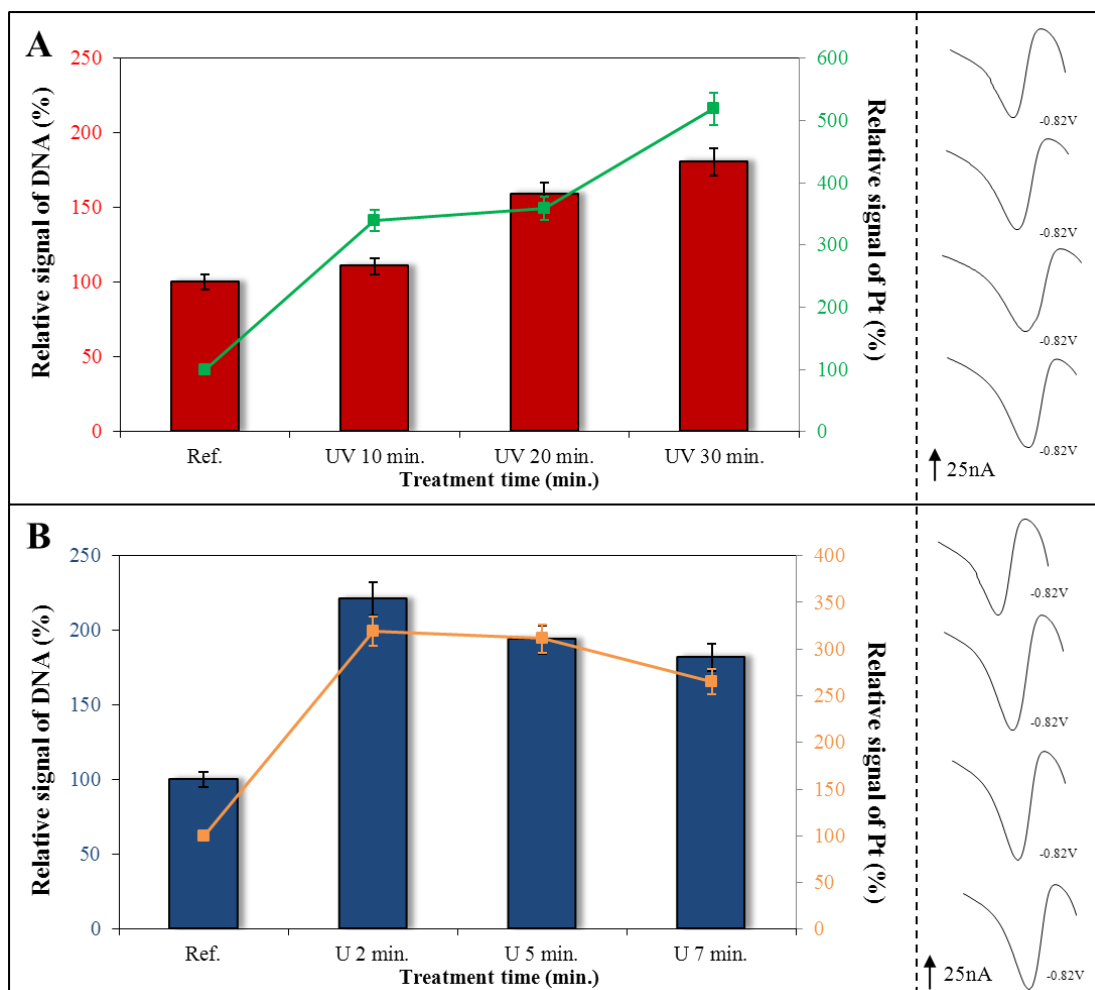 A
Relative signal of DNA (%)
250
200
150
100
50
0
Ref.
UV 10 min.
UV 20 min.
UV 30 min.
Treatment time (min.)
600
500
400
300
200
100
0
Relative signal of Pt (%)
-0.82V
-0.82V
-0.82V
-0.82V
25nA
B
Relative signal of DNA (%)
250
200
150
100
50
0
Ref.
U 2 min.
U 5 min.
U 7 min.
Treatment time (min.)
400
350
300
250
200
150
100
50
0
Relative signal of Pt (%)
-0.82V
-0.82V
-0.82V
-0.82V
25nA